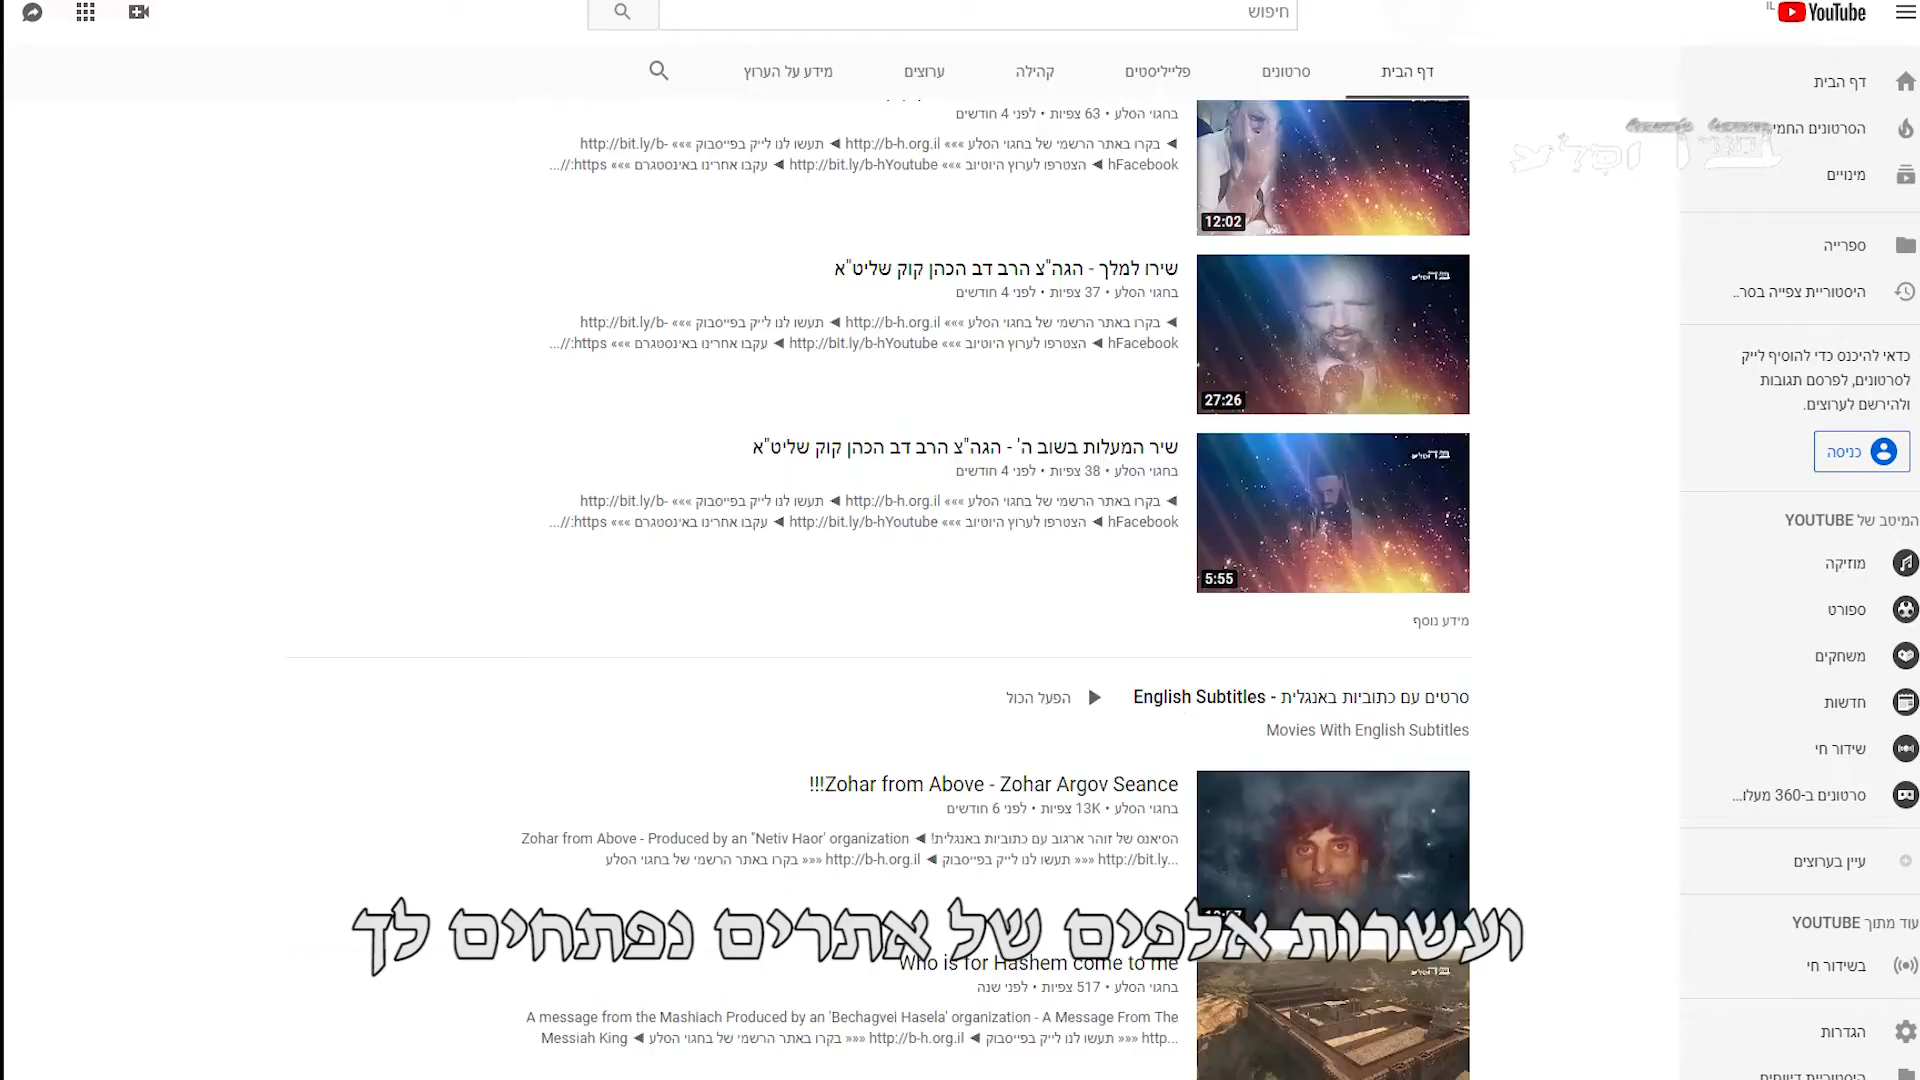 YouTube IL
חיפוש
דף הבית
סרטונים
פלייליסטים
קהילה
ערוצים
מידע על הערוץ
בחגוי הסלע • 63 צפיות • לפני 4 חודשים
◄ בקרו באתר הרשמי של בחגוי הסלע »»» http://b-h.org.il ◄ תעשו לנו לייק בפייסבוק »»» http://bit.ly/b-
hFacebook ◄ הצטרפו לערוץ היוטיוב »»» http://bit.ly/b-hYoutube ◄ עקבו אחרינו באינסטגרם »»» https://...
12:02
שירו למלך - הגה"צ הרב דב הכהן קוק שליט"א
בחגוי הסלע • 37 צפיות • לפני 4 חודשים
◄ בקרו באתר הרשמי של בחגוי הסלע »»» http://b-h.org.il ◄ תעשו לנו לייק בפייסבוק »»» http://bit.ly/b-
hFacebook ◄ הצטרפו לערוץ היוטיוב »»» http://bit.ly/b-hYoutube ◄ עקבו אחרינו באינסטגרם »»» https://...
27:26
שיר המעלות בשוב ה' - הגה"צ הרב דב הכהן קוק שליט"א
בחגוי הסלע • 38 צפיות • לפני 4 חודשים
◄ בקרו באתר הרשמי של בחגוי הסלע »»» http://b-h.org.il ◄ תעשו לנו לייק בפייסבוק »»» http://bit.ly/b-
hFacebook ◄ הצטרפו לערוץ היוטיוב »»» http://bit.ly/b-hYoutube ◄ עקבו אחרינו באינסטגרם »»» https://...
5:55
מידע נוסף
סרטים עם כתוביות באנגלית - English Subtitles
הפעל הכול
Movies With English Subtitles
Zohar from Above - Zohar Argov Seance!!!
בחגוי הסלע • 13K צפיות • לפני 6 חודשים
הסיאנס של זוהר ארגוב עם כתוביות באנגלית! ◄ Zohar from Above - Produced by an "Netiv Haor' organization
...http://bit.ly »»» תעשו לנו לייק בפייסבוק ◄ http://b-h.org.il »»» בקרו באתר הרשמי של בחגוי הסלע
ועשרות אלפים של אתרים נפתחים לך
Who is for Hashem come to me
בחגוי הסלע • 517 צפיות • לפני שנה
A message from the Mashiach Produced by an 'Bechagvei Hasela' organization - A Message From The
Messiah King ◄ בקרו באתר הרשמי של בחגוי הסלע »»» http://b-h.org.il ◄ תעשו לנו לייק בפייסבוק »»» http...
דף הבית
הסרטונים החמי
מינויים
ספרייה
היסטוריית צפייה בסר..
כדאי להיכנס כדי להוסיף לייק
לסרטונים, לפרסם תגובות
ולהירשם לערוצים.
כניסה
המיטב של YOUTUBE
מוזיקה
ספורט
משחקים
חדשות
שידור חי
סרטונים ב-360 מעלו...
עיין בערוצים
עוד מתוך YOUTUBE
בשידור חי
הגדרות
היסטוריית דיווחים